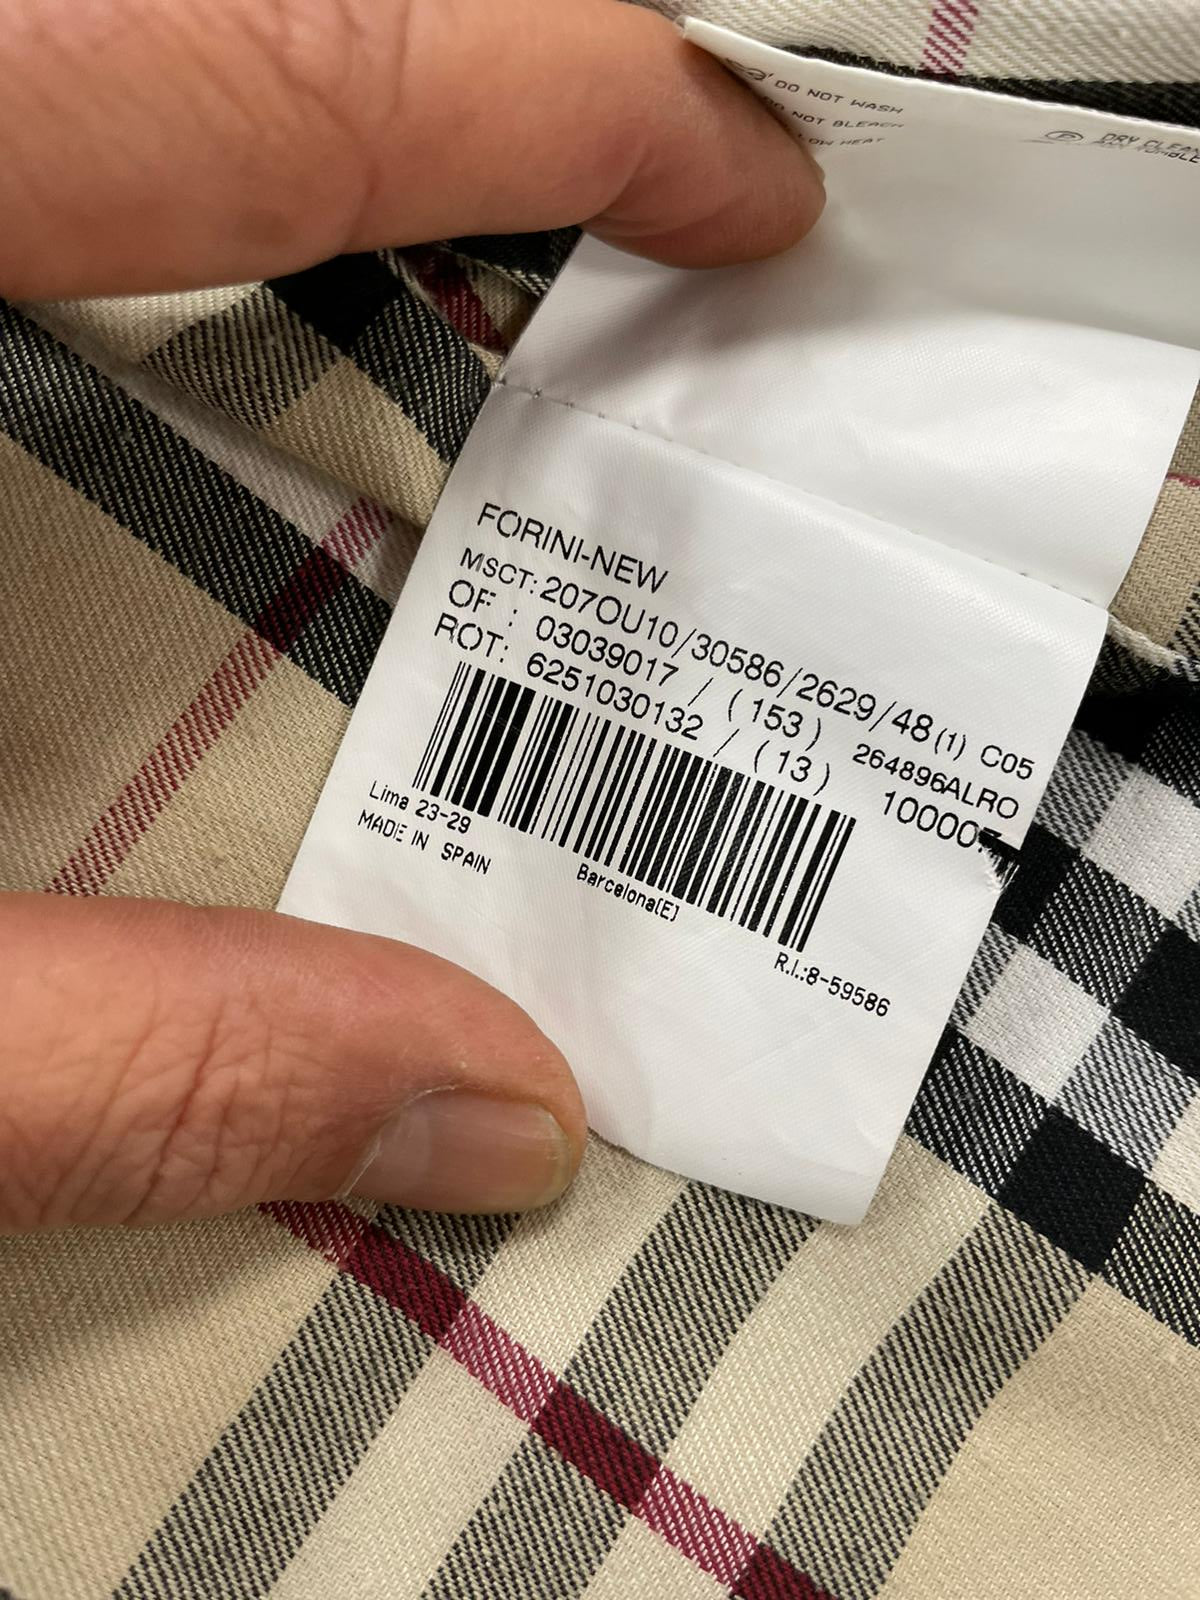 DO NOT WASH
DO NOT BLEACH
LOW HEAT
Ⓟ DRY CLEAN
FORINI-NEW
MSCT: 207OU10/30586/2629/48(1) C05
OF : 03039017 / (153) 264896ALRO
ROT: 6251030132 / (13) 10000
Lima 23-29 Barcelona(E) R.I.:8-59586
MADE IN SPAIN